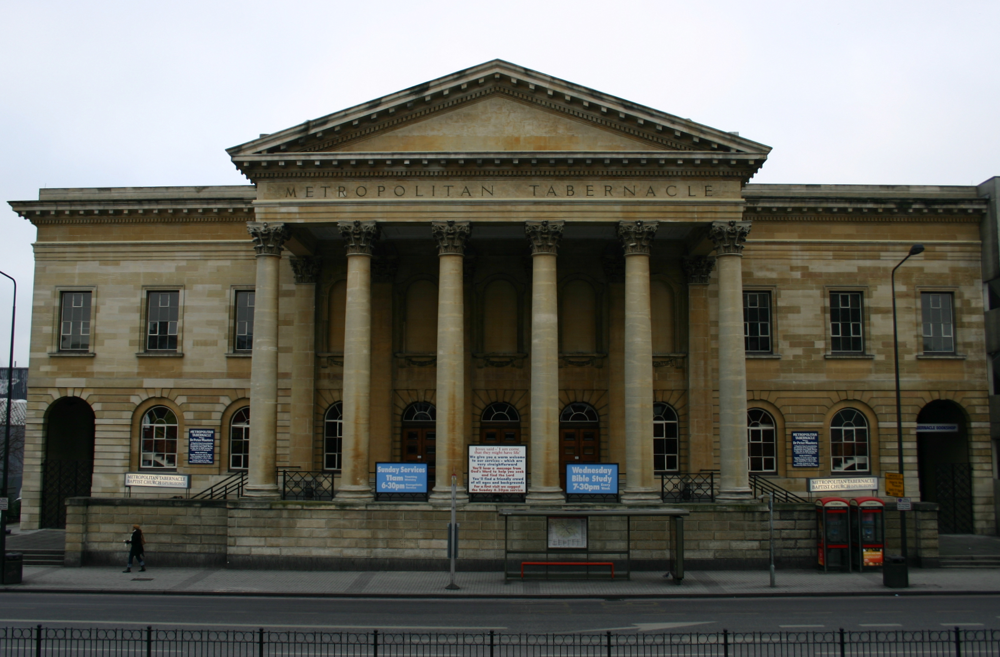 METROPOLITAN TABERNACLE
METROPOLITAN
TABERNACLE
Dr Peter Masters
METROPOLITAN
TABERNACLE
Dr Peter Masters
TABERNACLE BOOKSHOP
Jesus said - 'I am come
that they might have life'
We give you a warm welcome
to our services - which are
very straightforward
You'll hear a message from
God's Word to help you seek
and find the Lord
You'll find a friendly crowd
of all ages and backgrounds
For a first visit we suggest
the Sunday 6.30pm service
Sunday Services
11am Teaching
Ministry
6·30pm Evangelistic
Service
Wednesday
Bible Study
7·30pm Every
Week
METROPOLITAN TABERNACLE
BAPTIST CHURCH (SPURGEON'S)
METROPOLITAN TABERNACLE
BAPTIST CHURCH (SPURGEON'S)